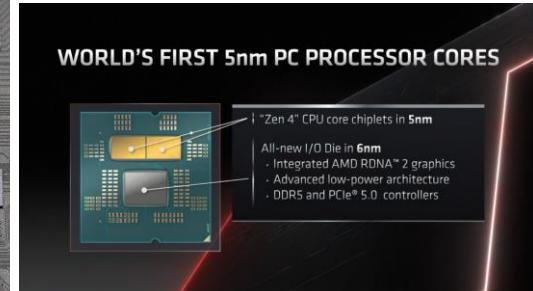 WORLD'S FIRST 5nm PC PROCESSOR CORES
"Zen 4" CPU core chiplets in 5nm
All-new I/O Die in 6nm
· Integrated AMD RDNA™ 2 graphics
· Advanced low-power architecture
· DDR5 and PCIe® 5.0 controllers